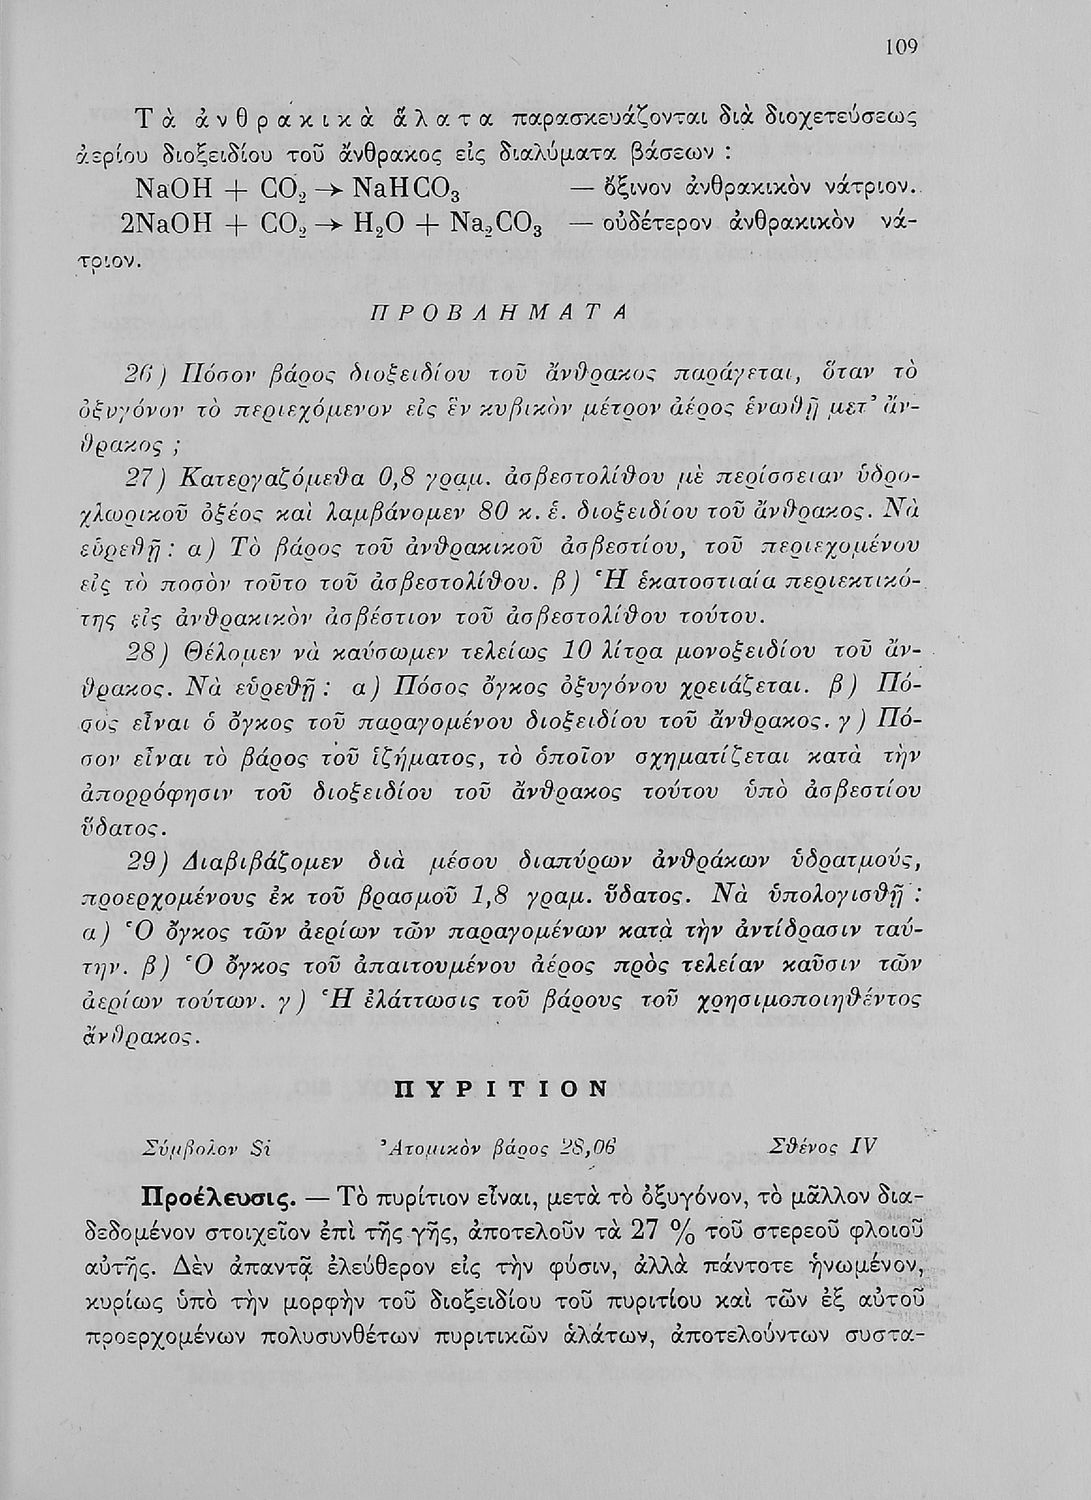 109
Τὰ ἀνθρακικὰ ἅλατα παρασκευάζονται διὰ διοχετεύσεως
ἀερίου διοξειδίου τοῦ ἄνθρακος εἰς διαλύματα βάσεων :
NaOH + CO₂ → NaHCO₃ — ὄξινον ἀνθρακικὸν νάτριον.
2NaOH + CO₂ → H₂O + Na₂CO₃ — οὐδέτερον ἀνθρακικὸν νά-
τριον.
ΠΡΟΒΛΗΜΑΤΑ
26) Πόσον βάρος διοξειδίου τοῦ ἄνθρακος παράγεται, ὅταν τὸ
ὀξυγόνον τὸ περιεχόμενον εἰς ἓν κυβικὸν μέτρον ἀέρος ἑνωθῇ μετ' ἄν-
θρακος ;
27) Κατεργαζόμεθα 0,8 γραμ. ἀσβεστολίθου μὲ περίσσειαν ὑδρο-
χλωρικοῦ ὀξέος καὶ λαμβάνομεν 80 κ. ἑ. διοξειδίου τοῦ ἄνθρακος. Νὰ
εὑρεθῇ : α) Τὸ βάρος τοῦ ἀνθρακικοῦ ἀσβεστίου, τοῦ περιεχομένου
εἰς τὸ ποσὸν τοῦτο τοῦ ἀσβεστολίθου. β) Ἡ ἑκατοστιαία περιεκτικό-
της εἰς ἀνθρακικὸν ἀσβέστιον τοῦ ἀσβεστολίθου τούτου.
28) Θέλομεν νὰ καύσωμεν τελείως 10 λίτρα μονοξειδίου τοῦ ἄν-
θρακος. Νὰ εὑρεθῇ : α) Πόσος ὄγκος ὀξυγόνου χρειάζεται. β) Πό-
σος εἶναι ὁ ὄγκος τοῦ παραγομένου διοξειδίου τοῦ ἄνθρακος. γ) Πό-
σον εἶναι τὸ βάρος τοῦ ἱζήματος, τὸ ὁποῖον σχηματίζεται κατὰ τὴν
ἀπορρόφησιν τοῦ διοξειδίου τοῦ ἄνθρακος τούτου ὑπὸ ἀσβεστίου
ὕδατος.
29) Διαβιβάζομεν διὰ μέσου διαπύρων ἀνθράκων ὑδρατμούς,
προερχομένους ἐκ τοῦ βρασμοῦ 1,8 γραμ. ὕδατος. Νὰ ὑπολογισθῇ :
α) Ὁ ὄγκος τῶν ἀερίων τῶν παραγομένων κατὰ τὴν ἀντίδρασιν ταύ-
την. β) Ὁ ὄγκος τοῦ ἀπαιτουμένου ἀέρος πρὸς τελείαν καῦσιν τῶν
ἀερίων τούτων. γ) Ἡ ἐλάττωσις τοῦ βάρους τοῦ χρησιμοποιηθέντος
ἄνθρακος.
ΠΥΡΙΤΙΟΝ
Σύμβολον Si Ἀτομικὸν βάρος 28,06 Σθένος IV
Προέλευσις. — Τὸ πυρίτιον εἶναι, μετὰ τὸ ὀξυγόνον, τὸ μᾶλλον δια-
δεδομένον στοιχεῖον ἐπὶ τῆς γῆς, ἀποτελοῦν τὰ 27 % τοῦ στερεοῦ φλοιοῦ
αὐτῆς. Δὲν ἀπαντᾷ ἐλεύθερον εἰς τὴν φύσιν, ἀλλὰ πάντοτε ἡνωμένον,
κυρίως ὑπὸ τὴν μορφὴν τοῦ διοξειδίου τοῦ πυριτίου καὶ τῶν ἐξ αὐτοῦ
προερχομένων πολυσυνθέτων πυριτικῶν ἁλάτων, ἀποτελούντων συστα-